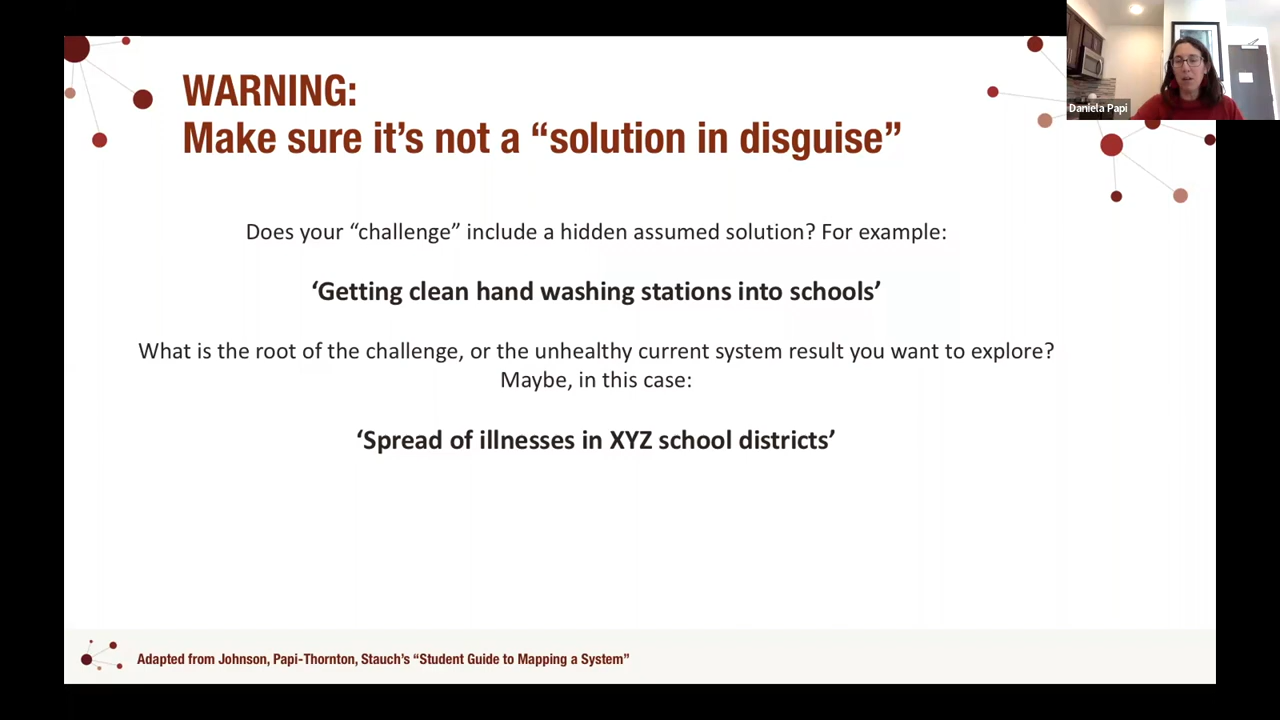 WARNING:
Make sure it’s not a “solution in disguise”
Daniela Papi
Does your “challenge” include a hidden assumed solution? For example:
‘Getting clean hand washing stations into schools’
What is the root of the challenge, or the unhealthy current system result you want to explore?
Maybe, in this case:
‘Spread of illnesses in XYZ school districts’
Adapted from Johnson, Papi-Thornton, Stauch’s “Student Guide to Mapping a System”